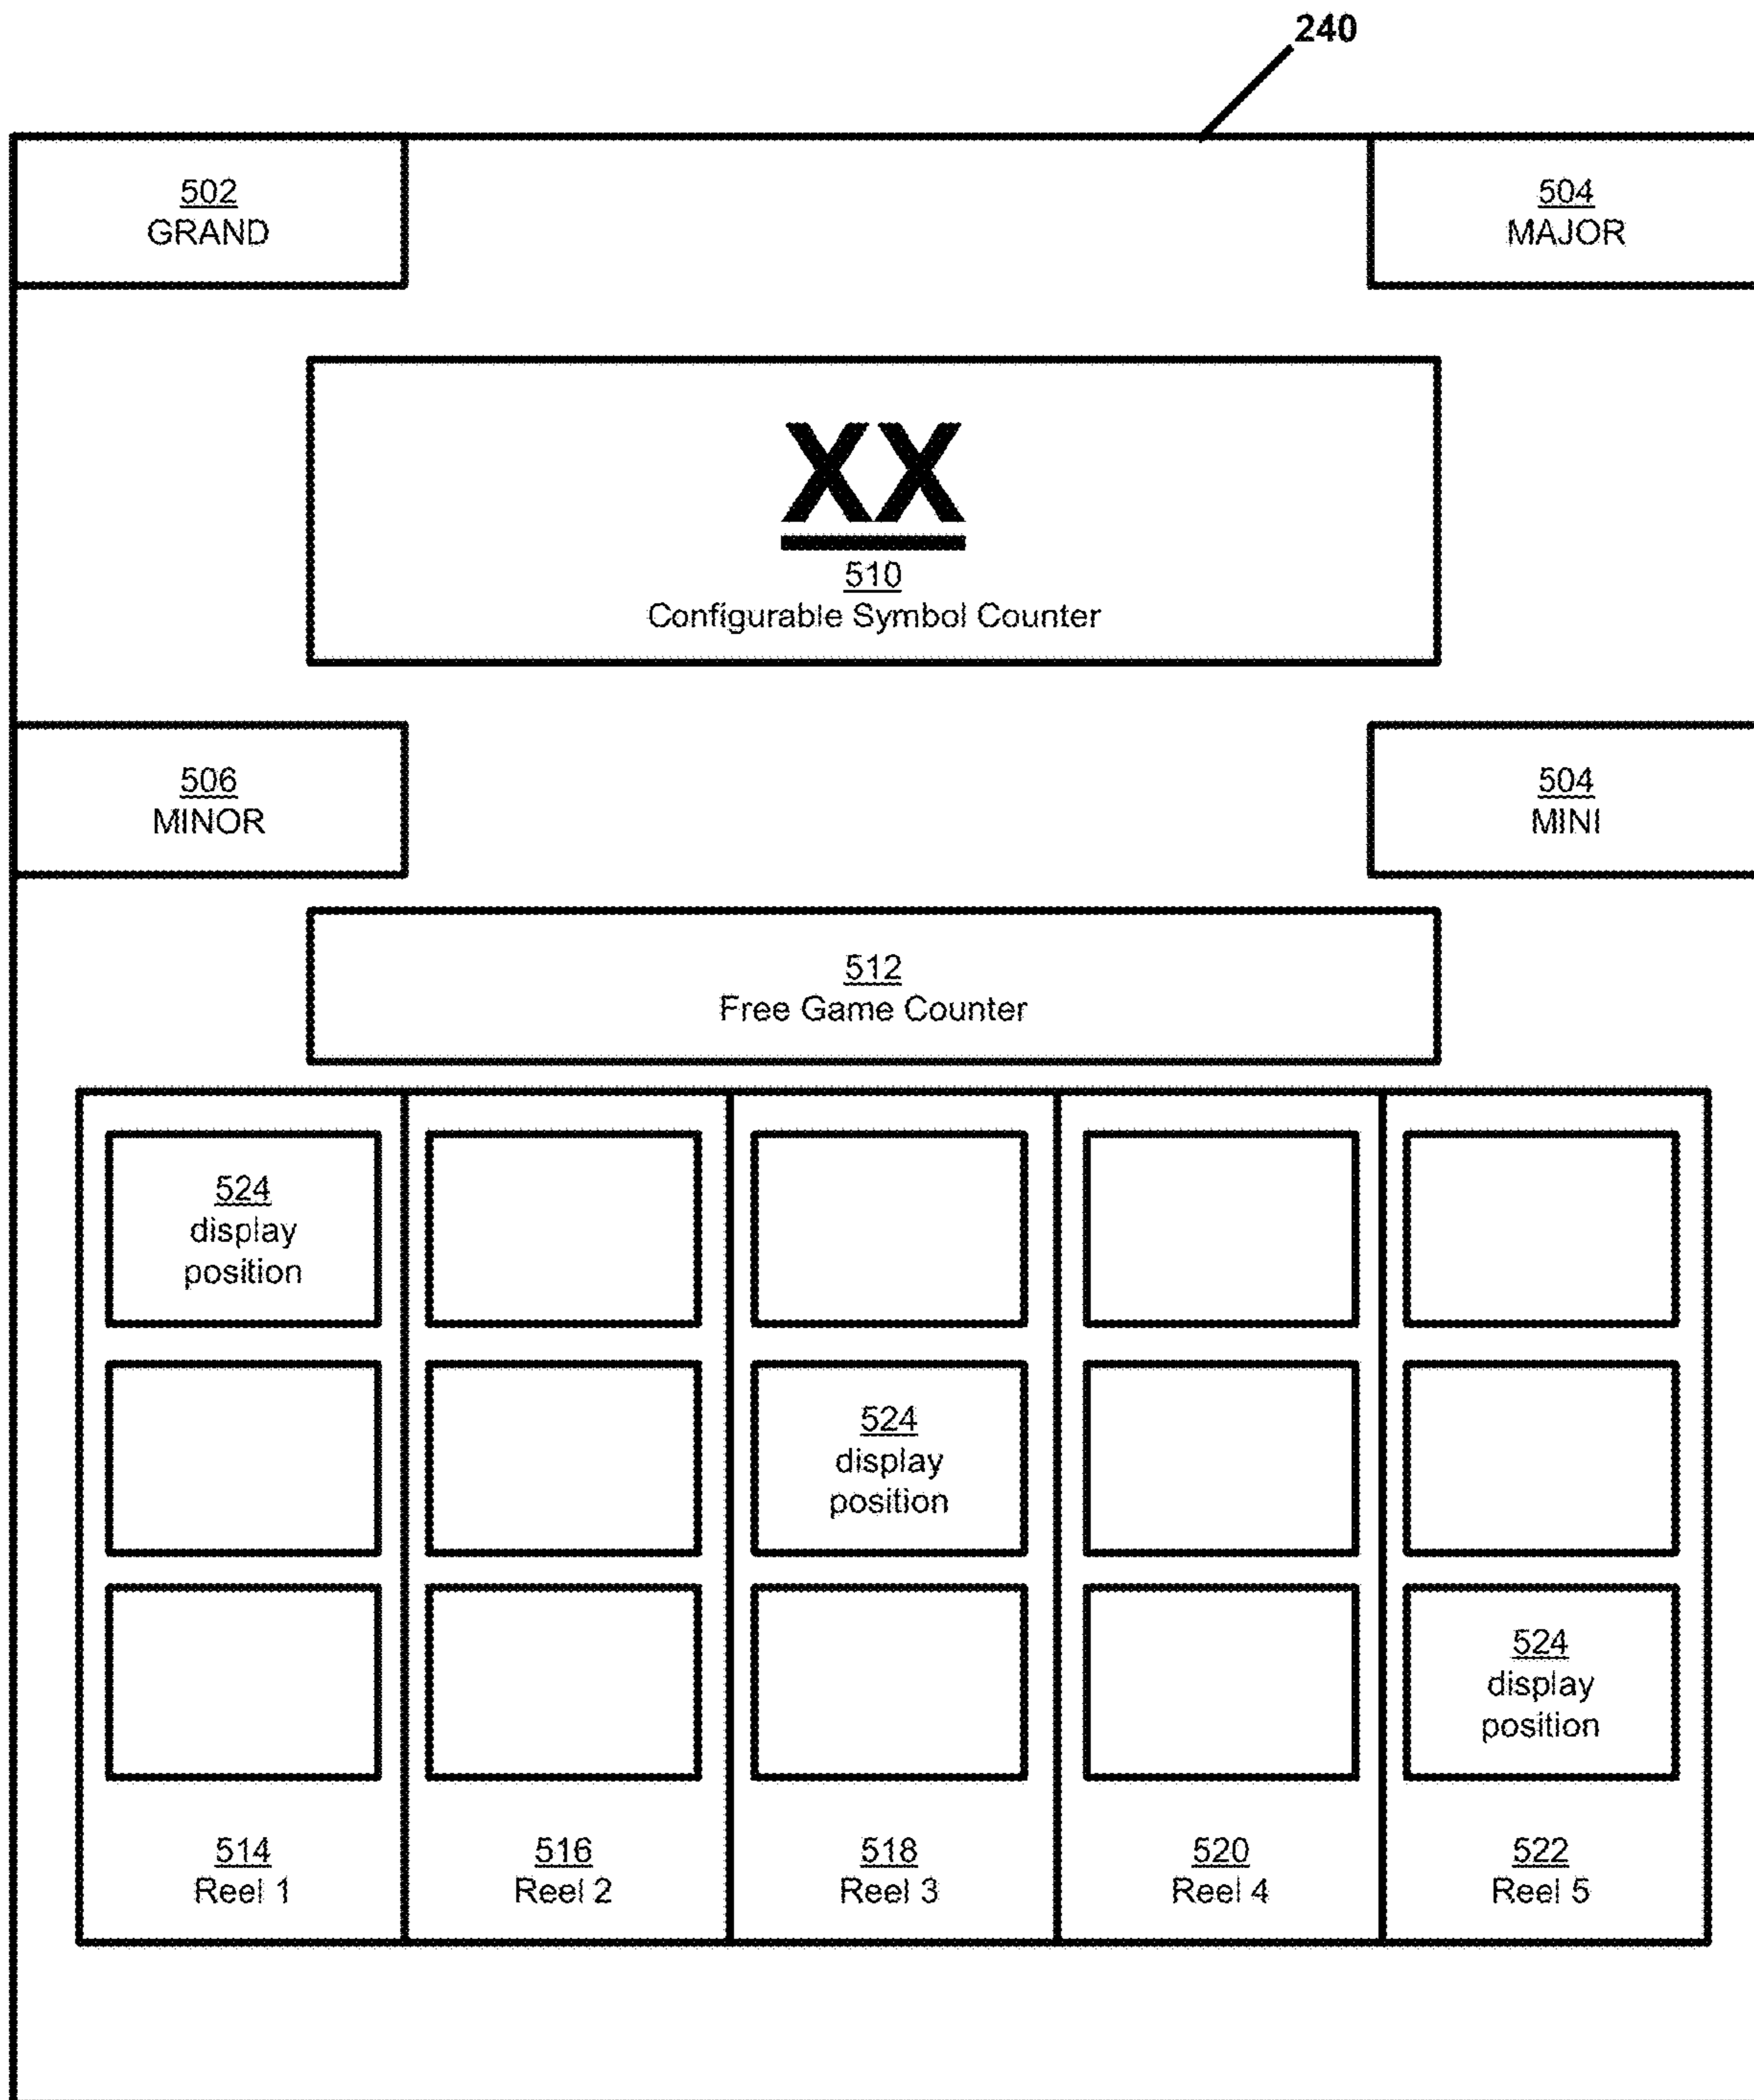 240
502
GRAND
504
MAJOR
XX
510
Configurable Symbol Counter
506
MINOR
504
MINI
512
Free Game Counter
524
display
position
524
display
position
524
display
position
514
Reel 1
516
Reel 2
518
Reel 3
520
Reel 4
522
Reel 5